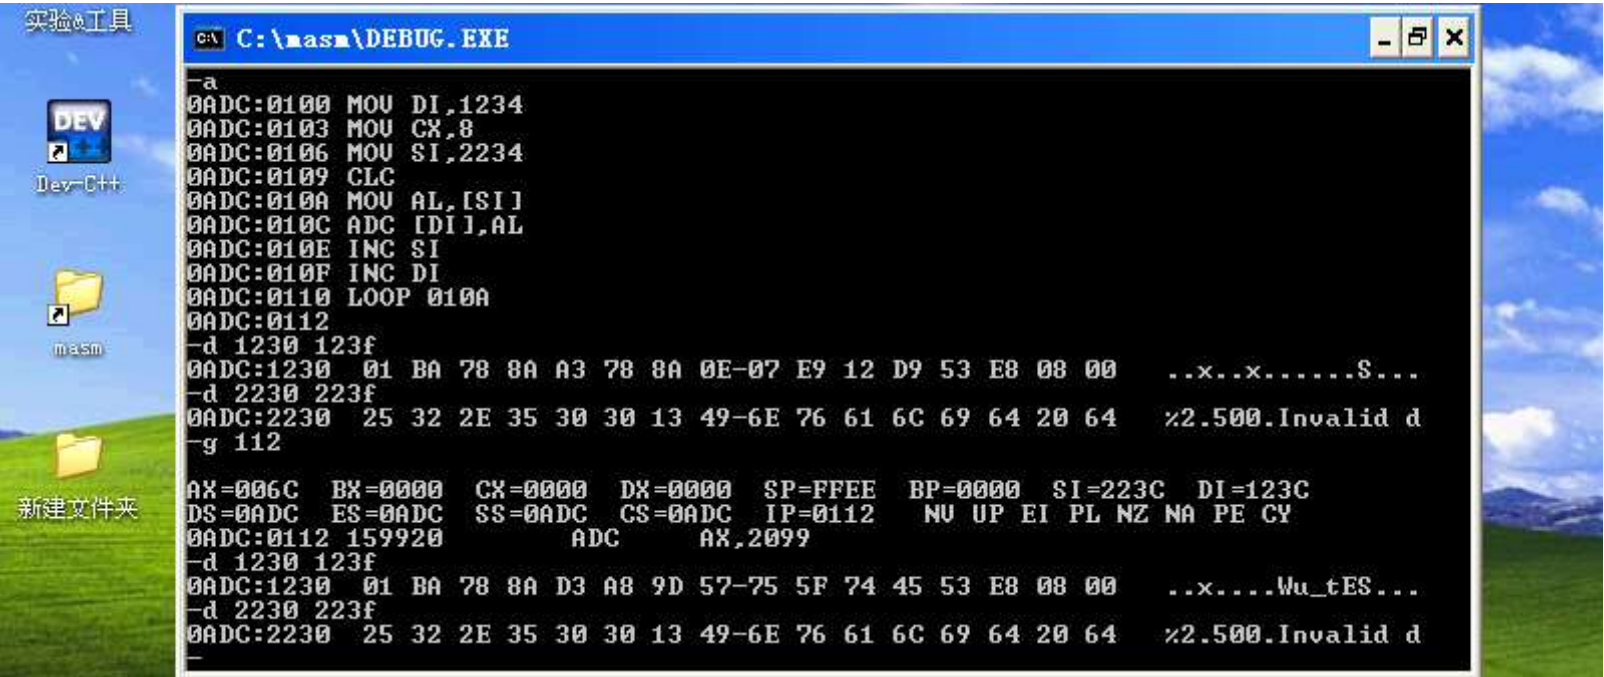 实验&工具
DEV
C++
Dev-C++
masm
新建文件夹
C:\ C:\masm\DEBUG.EXE
-a
0ADC:0100 MOV DI,1234
0ADC:0103 MOV CX,8
0ADC:0106 MOV SI,2234
0ADC:0109 CLC
0ADC:010A MOV AL,[SI]
0ADC:010C ADC [DI],AL
0ADC:010E INC SI
0ADC:010F INC DI
0ADC:0110 LOOP 010A
0ADC:0112
-d 1230 123f
0ADC:1230  01 BA 78 8A A3 78 8A 0E-07 E9 12 D9 53 E8 08 00   ..x..x......S...
-d 2230 223f
0ADC:2230  25 32 2E 35 30 30 13 49-6E 76 61 6C 69 64 20 64   %2.500.Invalid d
-g 112
AX=006C  BX=0000  CX=0000  DX=0000  SP=FFEE  BP=0000  SI=223C  DI=123C
DS=0ADC  ES=0ADC  SS=0ADC  CS=0ADC  IP=0112   NV UP EI PL NZ NA PE CY
0ADC:0112 159920        ADC     AX,2099
-d 1230 123f
0ADC:1230  01 BA 78 8A D3 A8 9D 57-75 5F 74 45 53 E8 08 00   ..x....Wu_tES...
-d 2230 223f
0ADC:2230  25 32 2E 35 30 30 13 49-6E 76 61 6C 69 64 20 64   %2.500.Invalid d
-